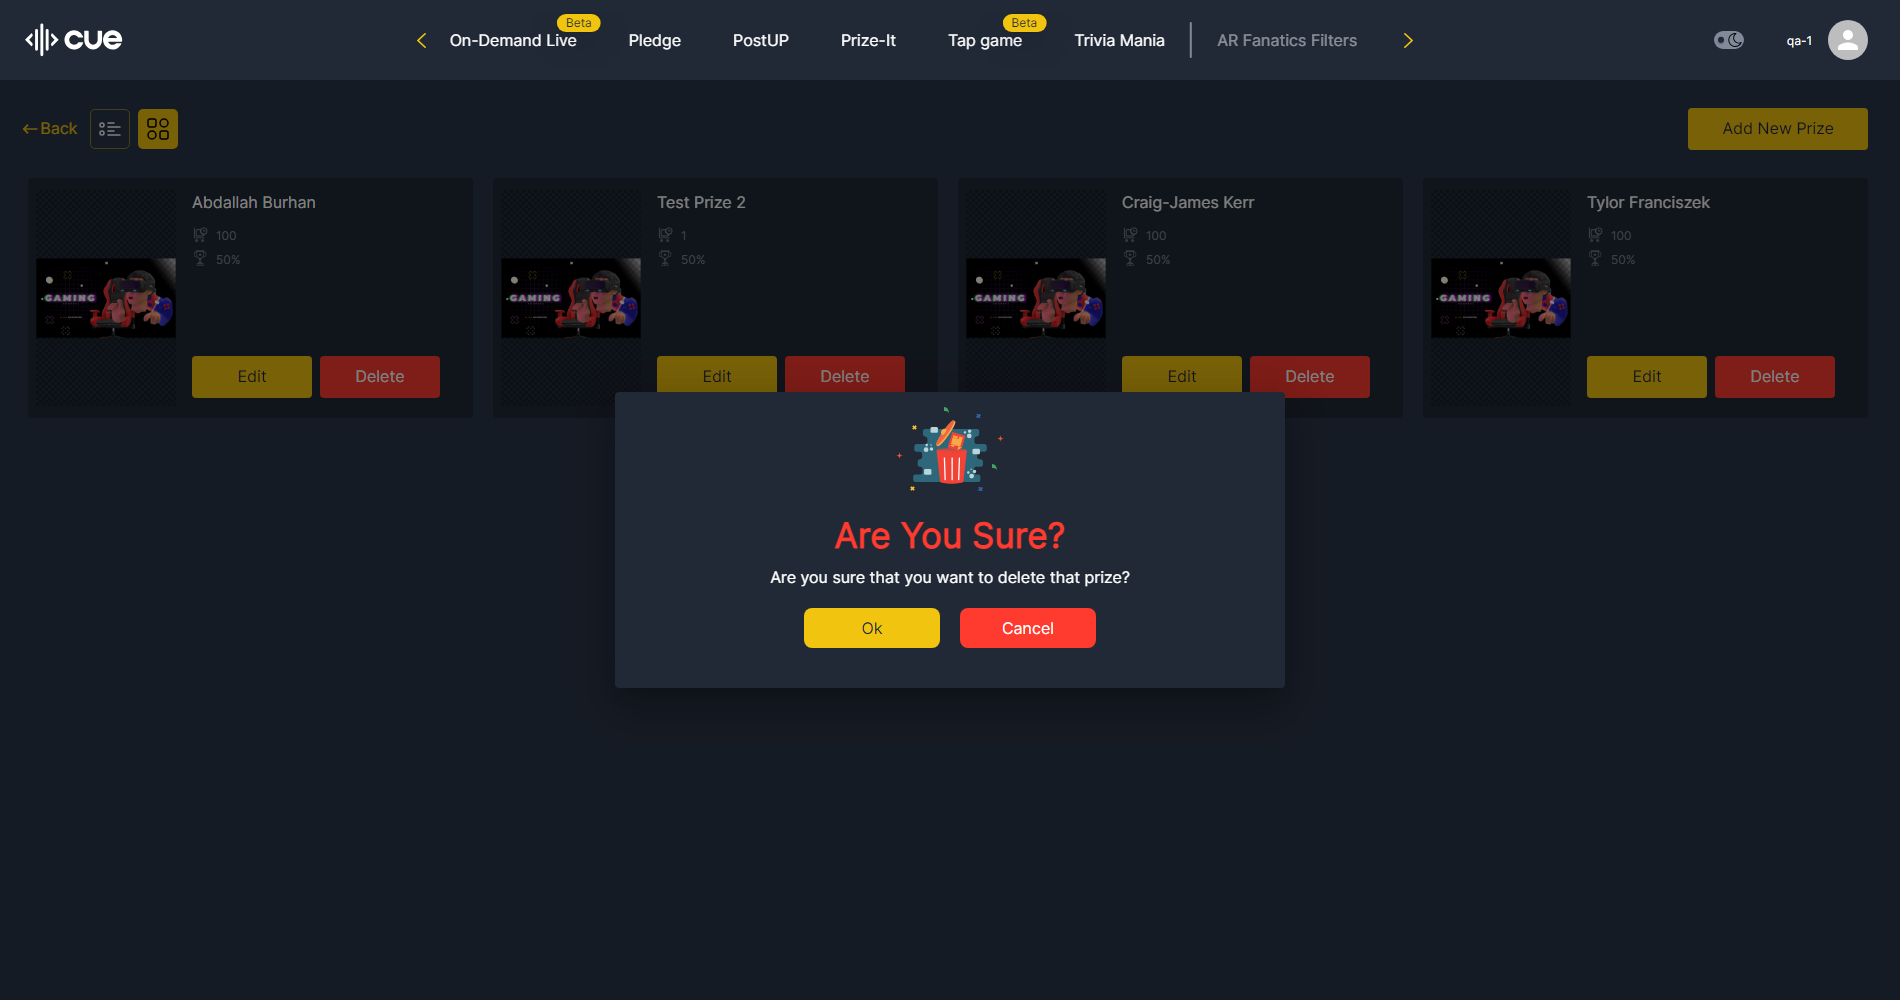 cue
On-Demand Live
Beta
Pledge
PostUP
Prize-It
Tap game
Beta
Trivia Mania
AR Fanatics Filters
qa-1
Back
Add New Prize
Abdallah Burhan
100
50%
GAMING
Edit
Delete
Test Prize 2
1
50%
GAMING
Edit
Delete
Craig-James Kerr
100
50%
GAMING
Edit
Delete
Tylor Franciszek
100
50%
GAMING
Edit
Delete
Are You Sure?
Are you sure that you want to delete that prize?
Ok
Cancel